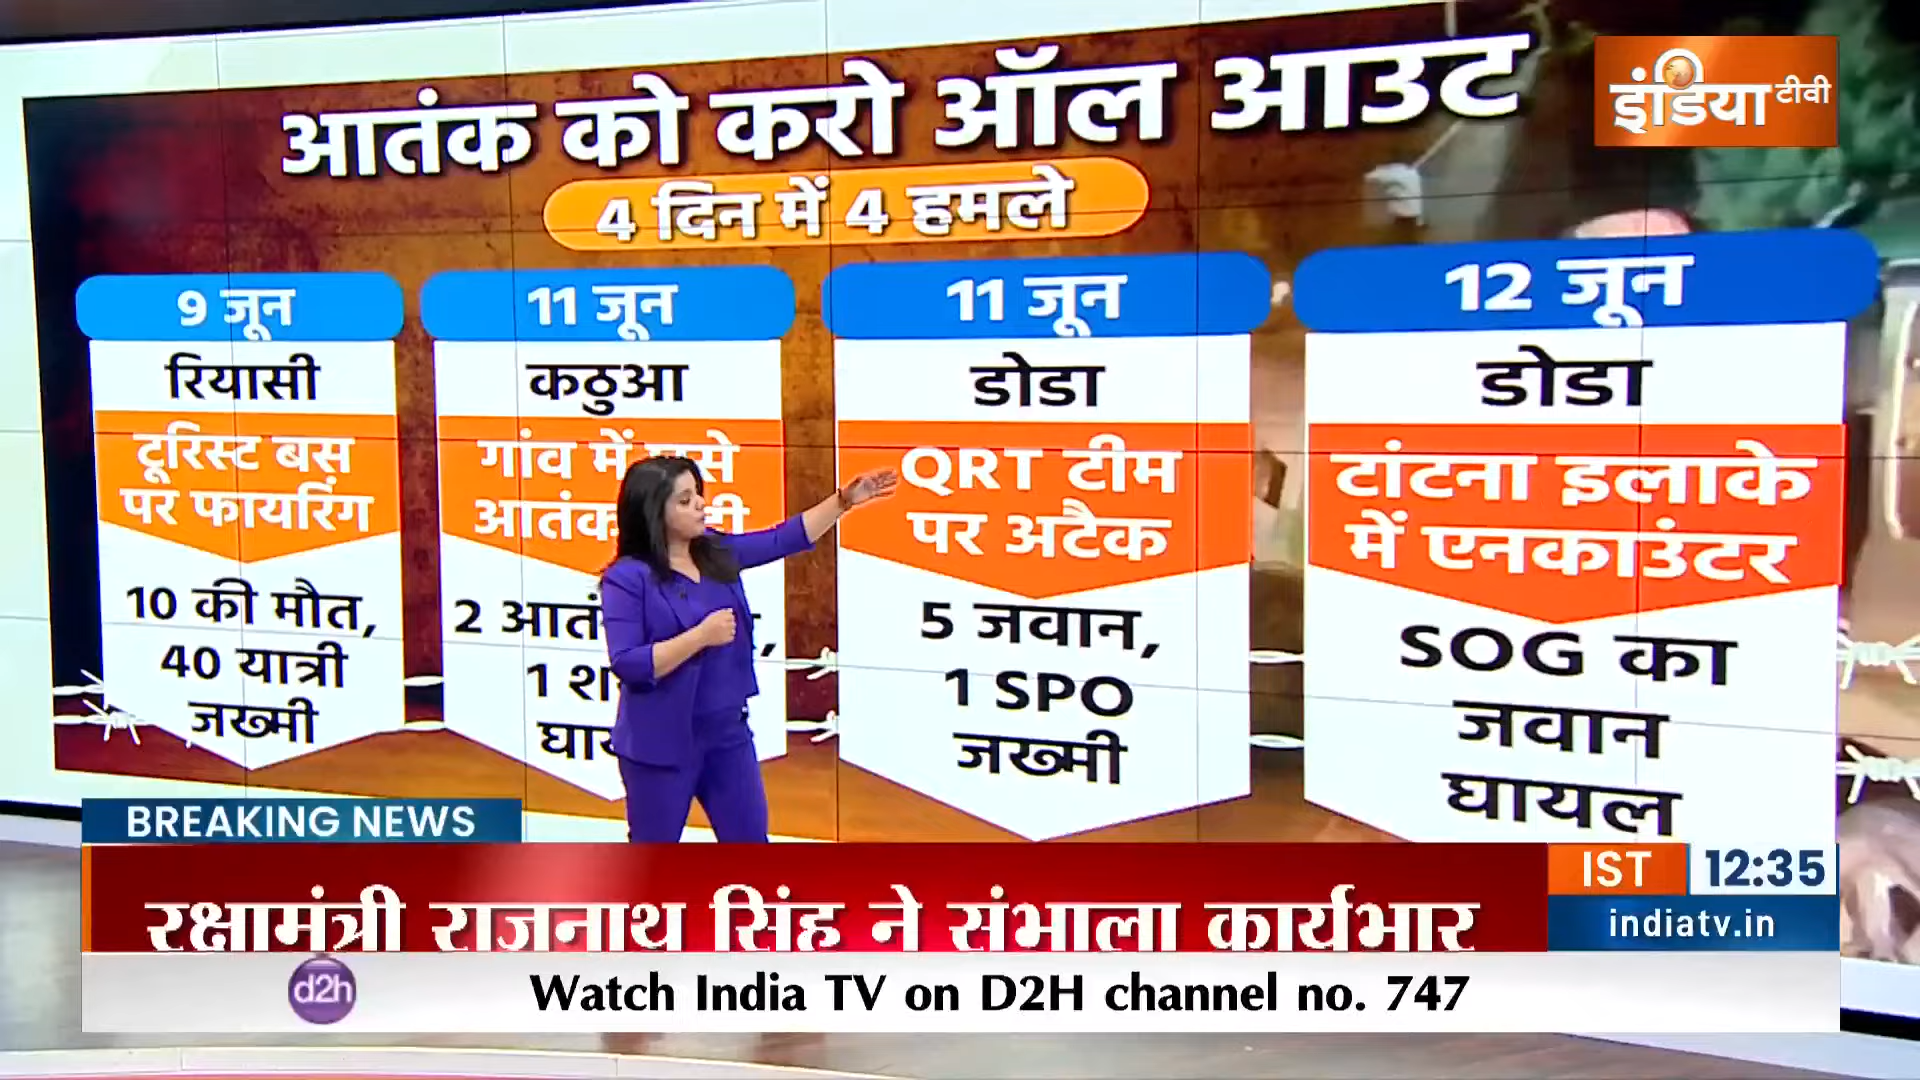 आतंक को करो ऑल आउट
इंडिया टीवी
4 दिन में 4 हमले
9 जून
रियासी
टूरिस्ट बस
पर फायरिंग
10 की मौत,
40 यात्री
जख्मी
11 जून
कठुआ
गांव में
2
1
11 जून
डोडा
QRT टीम
पर अटैक
5 जवान,
1 SPO
जख्मी
12 जून
डोडा
टांटना इलाके
में एनकाउंटर
SOG का
जवान
घायल
BREAKING NEWS
रक्षामंत्री राजनाथ सिंह ने संभाला कार्यभार
IST 12:35
indiatv.in
d2h
Watch India TV on D2H channel no. 747